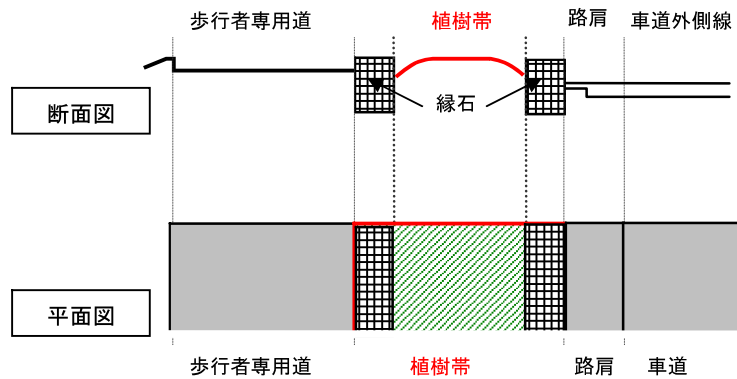 歩行者専用道 植樹帯 路肩 車道外側線
縁石
断面図
平面図
歩行者専用道 植樹帯 路肩 車道